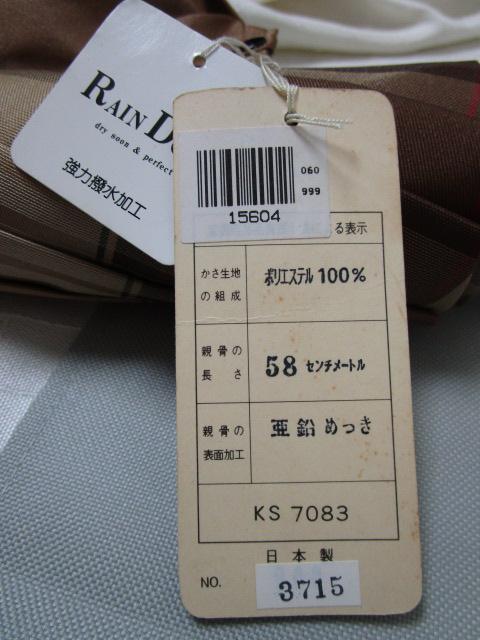 RAIN D
dry soon & perfect
強力撥水加工
060
999
15604
る表示
かさ生地
の組成
ポリエステル 100%
親骨の
長さ
58 センチメートル
親骨の
表面加工
亜鉛めっき
KS 7083
日本製
NO. 3715